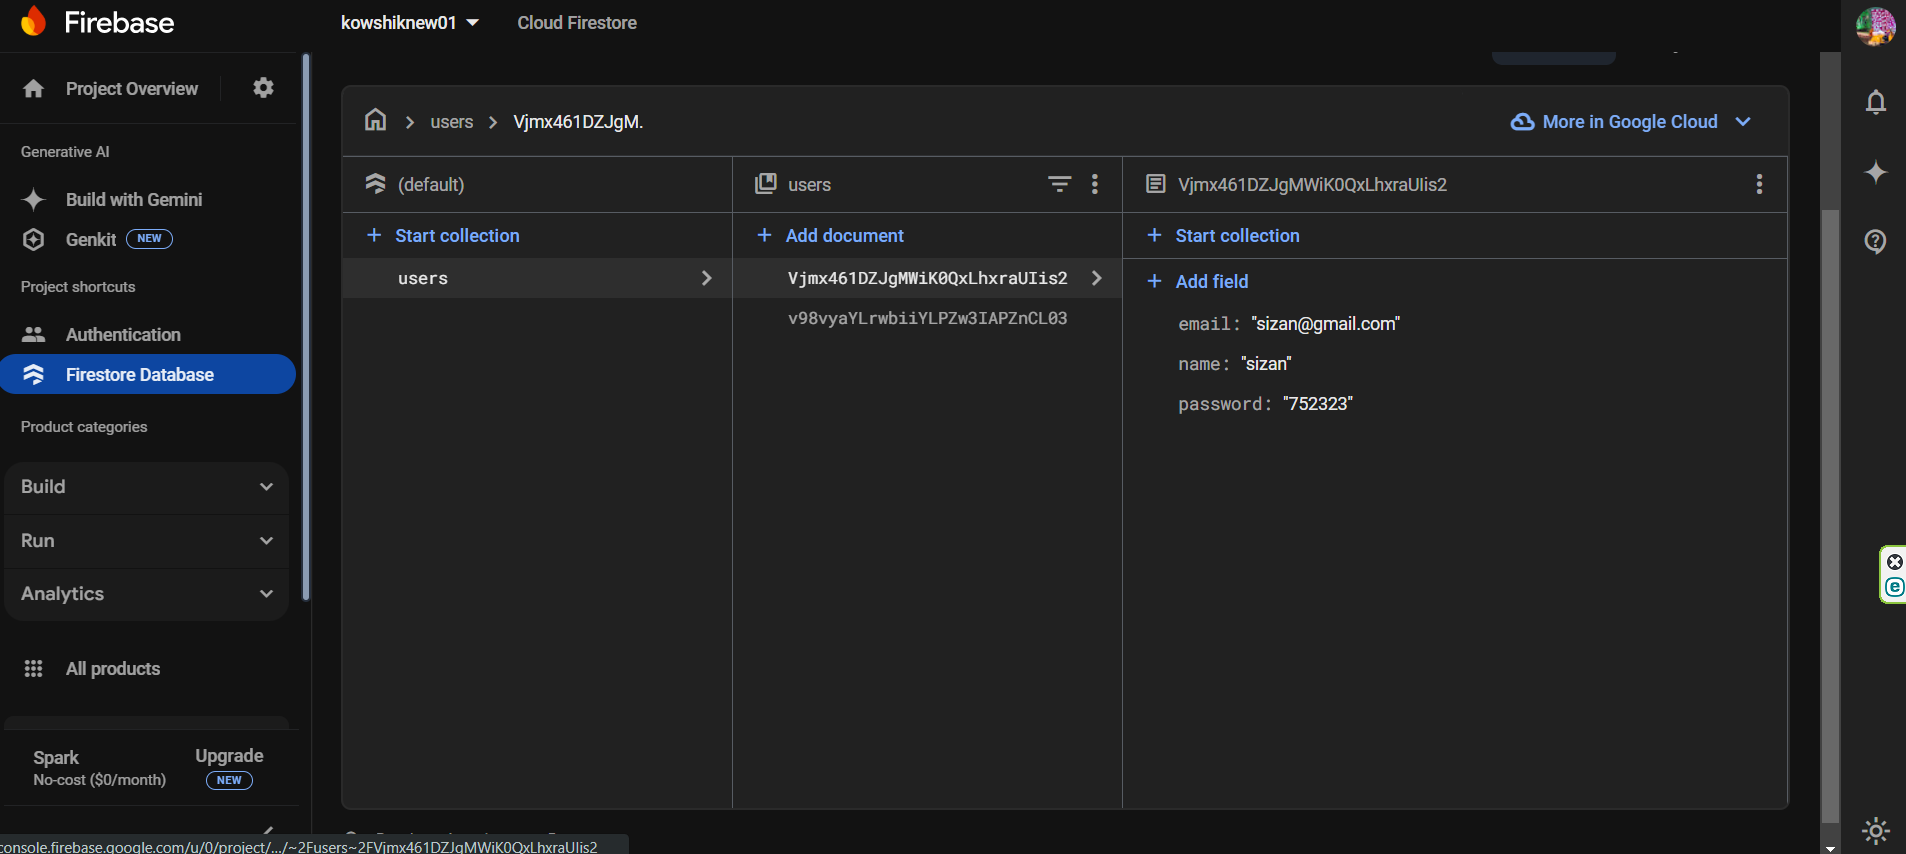 Firebase
kowshiknew01
Cloud Firestore
Project Overview
Generative AI
Build with Gemini
Genkit NEW
Project shortcuts
Authentication
Firestore Database
Product categories
Build
Run
Analytics
All products
Spark
No-cost ($0/month)
Upgrade
NEW
users
Vjmx461DZJgM.
More in Google Cloud
(default)
Start collection
users
users
Add document
Vjmx461DZJgMWiK0QxLhxraUIis2
v98vyaYLrwbiiYLPZw3IAPZnCL03
Vjmx461DZJgMWiK0QxLhxraUIis2
Start collection
Add field
email: "sizan@gmail.com"
name: "sizan"
password: "752323"
console.firebase.google.com/u/0/project/.../~2Fusers~2FVjmx461DZJgMWiK0QxLhxraUIis2